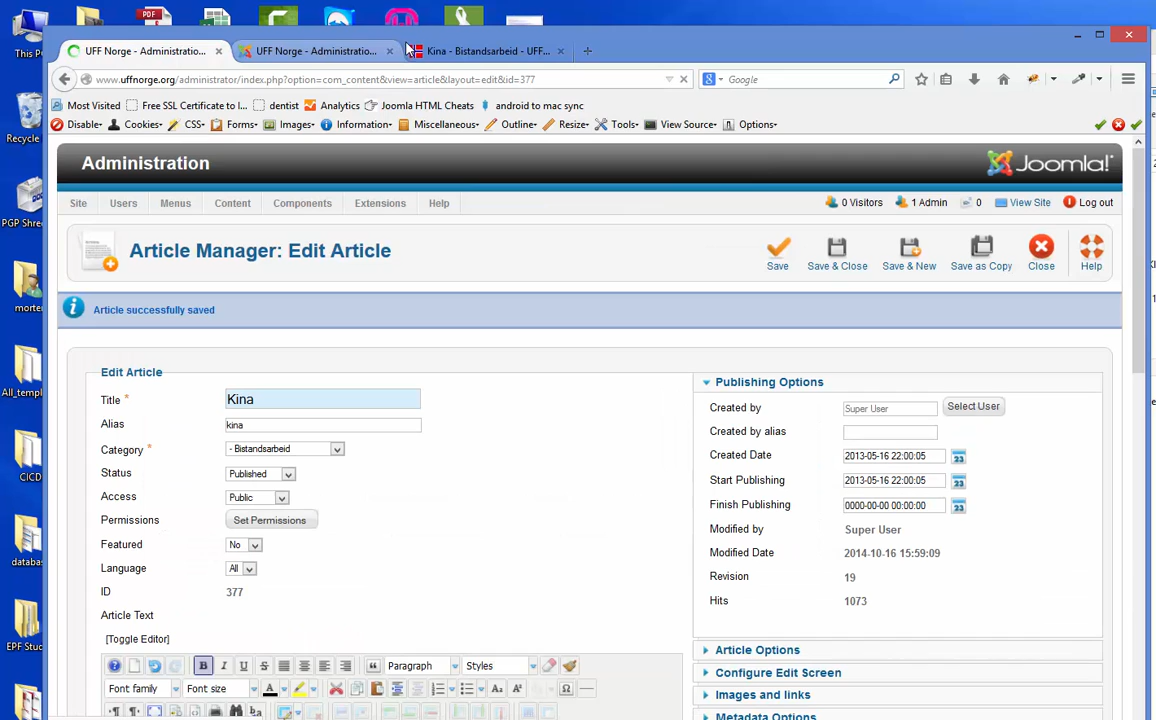 This P
Recycle
PGP Shre
morte
All_templ
CICD
databas
EPF Stud
UFF Norge - Administratio...
UFF Norge - Administratio...
Kina - Bistandsarbeid - UFF...
www.uffnorge.org/administrator/index.php?option=com_content&view=article&layout=edit&id=377
Google
Most Visited Free SSL Certificate to I... dentist Analytics Joomla HTML Cheats android to mac sync
Disable Cookies CSS Forms Images Information Miscellaneous Outline Resize Tools View Source Options
Administration
Joomla!
Site Users Menus Content Components Extensions Help
0 Visitors 1 Admin 0 View Site Log out
Article Manager: Edit Article
Save Save & Close Save & New Save as Copy Close Help
Article successfully saved
Edit Article
Title * Kina
Alias kina
Category * - Bistandsarbeid
Status Published
Access Public
Permissions Set Permissions
Featured No
Language All
ID 377
Article Text
[Toggle Editor]
B I U S Paragraph Styles
Font family Font size
Publishing Options
Created by Super User Select User
Created by alias
Created Date 2013-05-16 22:00:05 23
Start Publishing 2013-05-16 22:00:05 23
Finish Publishing 0000-00-00 00:00:00 23
Modified by Super User
Modified Date 2014-10-16 15:59:09
Revision 19
Hits 1073
Article Options
Configure Edit Screen
Images and links
Metadata Options